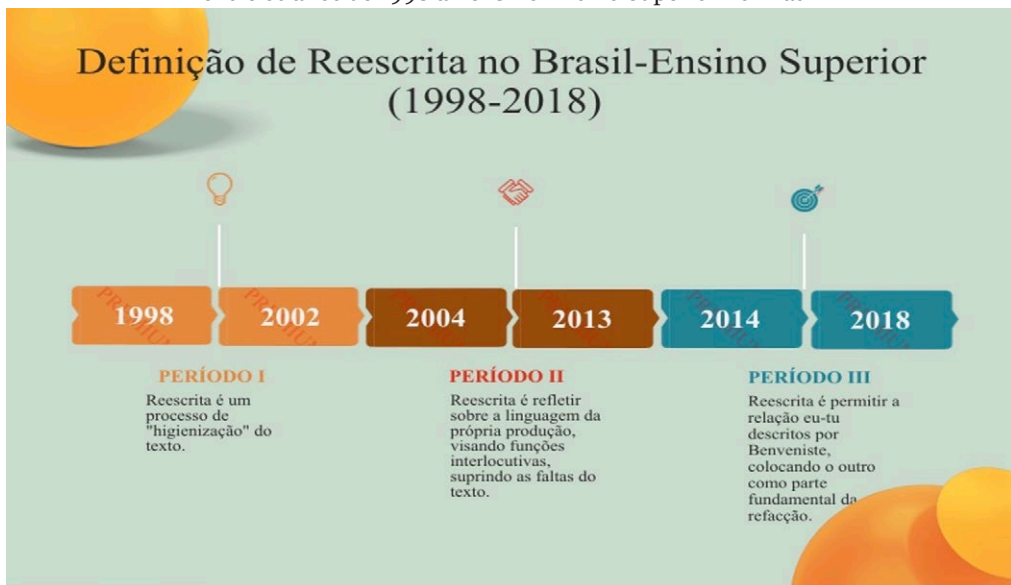 Definição de Reescrita no Brasil-Ensino Superior
(1998-2018)
1998 2002 2004 2013 2014 2018
PERÍODO I
Reescrita é um
processo de
"higienização" do
texto.
PERÍODO II
Reescrita é refletir
sobre a linguagem da
própria produção,
visando funções
interlocutivas,
suprindo as faltas do
texto.
PERÍODO III
Reescrita é permitir a
relação eu-tu
descritos por
Benveniste,
colocando o outro
como parte
fundamental da
refacção.